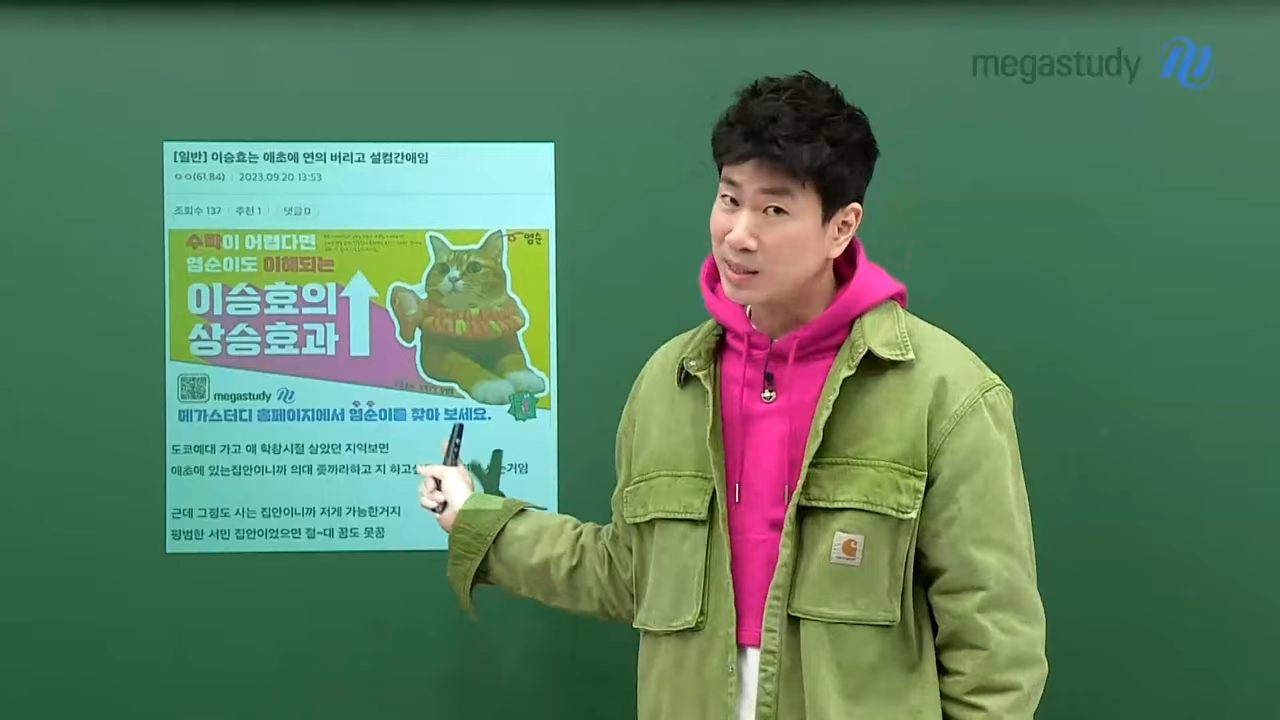 megastudy
[일반] 이승효는 애초에 연의 버리고 설컴간애임
ㅇㅇ(61.84) 2023.09.20 13:53
조회수 137 추천 1 댓글 0
수학이 어렵다면
염순이도 이해되는
이승효의
상승효과
염순
megastudy
메가스터디 홈페이지에서 염순이를 찾아 보세요.
도쿄예대 가고 얘 학창시절 살았던 지역보면
애초에 있는집안이니까 의대 좆까라하고 지 하고
근데 그정도 사는 집안이니까 저게 가능한거지
평범한 서민 집안이었으면 절~대 꿈도 못꿈
carhartt